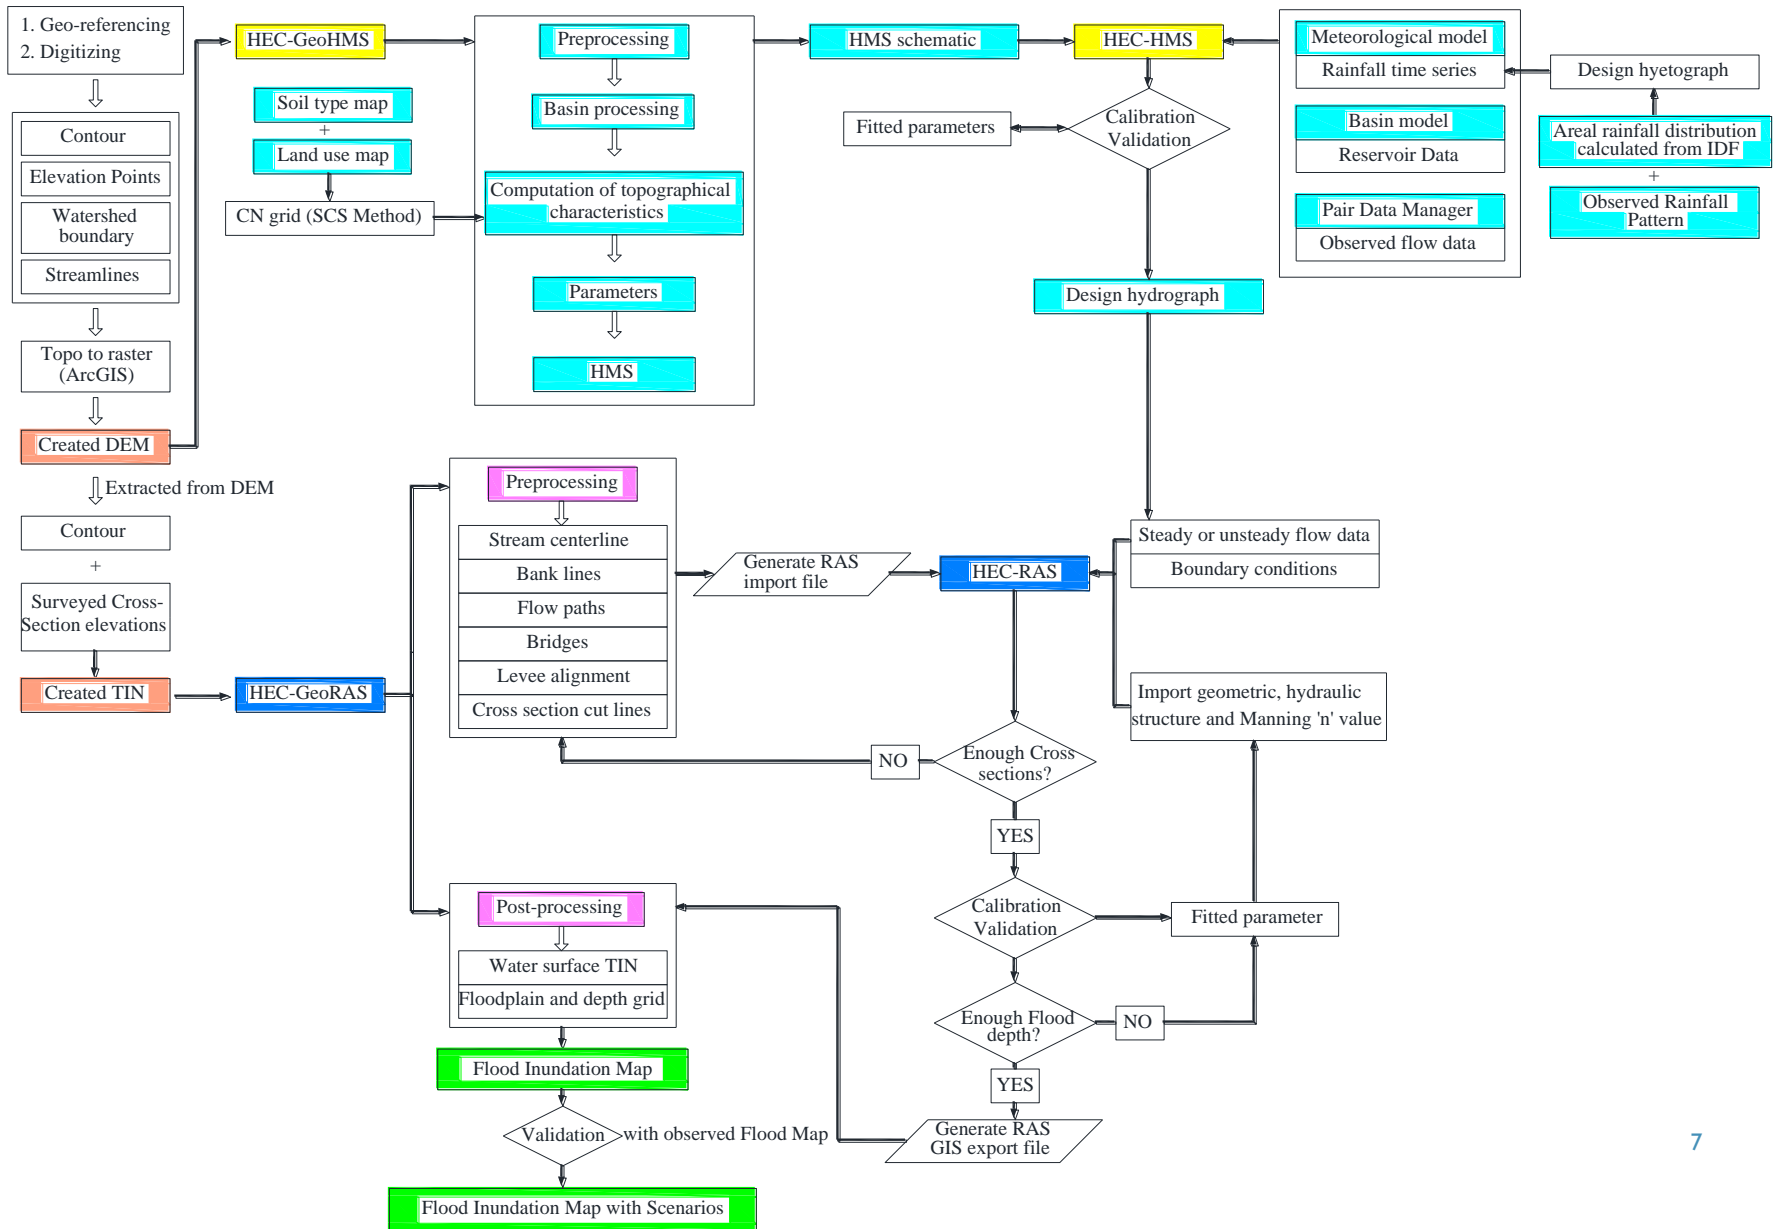 1. Geo-referencing
2. Digitizing
Contour
Elevation Points
Watershed
boundary
Streamlines
Topo to raster
(ArcGIS)
Created DEM
Extracted from DEM
Contour
+
Surveyed Cross-
Section elevations
Created TIN
HEC-GeoHMS
Soil type map
+
Land use map
CN grid (SCS Method)
Preprocessing
Basin processing
Computation of topographical
characteristics
Parameters
HMS
HMS schematic
HEC-HMS
Fitted parameters
Calibration
Validation
Design hydrograph
Meteorological model
Rainfall time series
Basin model
Reservoir Data
Pair Data Manager
Observed flow data
Design hyetograph
Areal rainfall distribution
calculated from IDF
+
Observed Rainfall
Pattern
HEC-GeoRAS
Preprocessing
Stream centerline
Bank lines
Flow paths
Bridges
Levee alignment
Cross section cut lines
Generate RAS
import file
HEC-RAS
Steady or unsteady flow data
Boundary conditions
Import geometric, hydraulic
structure and Manning 'n' value
Enough Cross
sections?
NO
YES
Calibration
Validation
Fitted parameter
Enough Flood
depth?
NO
YES
Generate RAS
GIS export file
Post-processing
Water surface TIN
Floodplain and depth grid
Flood Inundation Map
Validation
with observed Flood Map
Flood Inundation Map with Scenarios
7